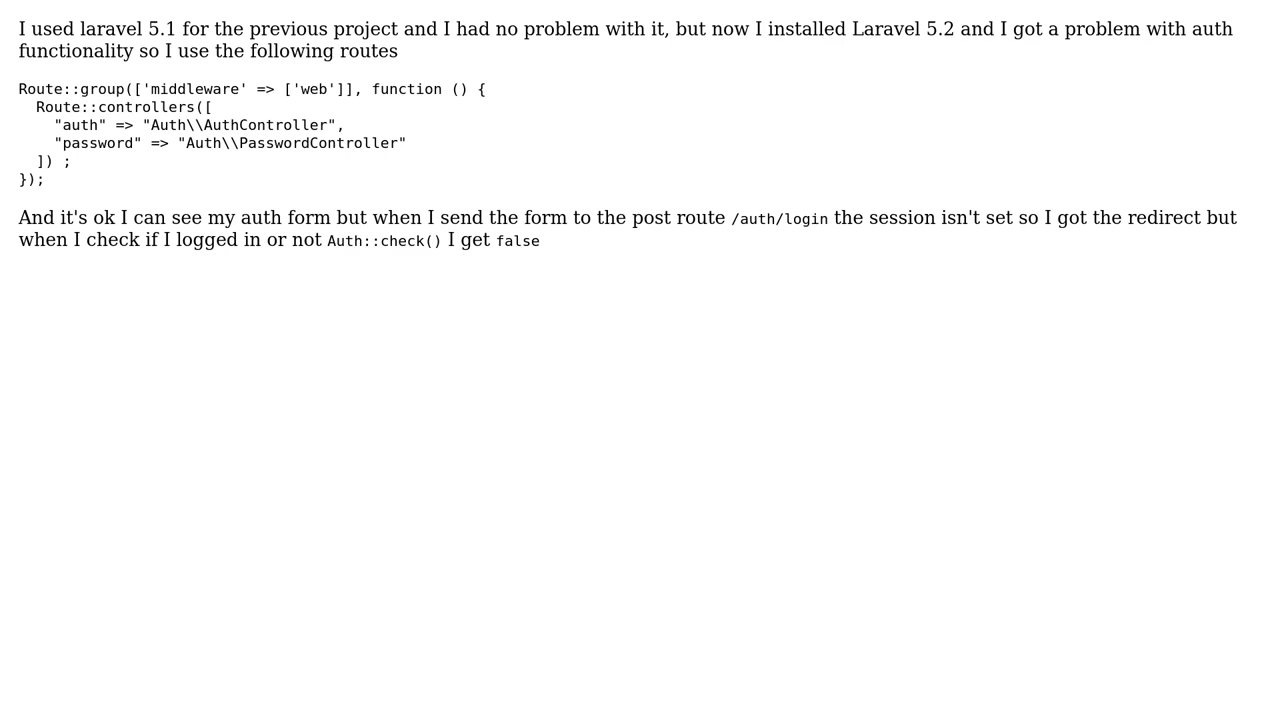 I used laravel 5.1 for the previous project and I had no problem with it, but now I installed Laravel 5.2 and I got a problem with auth
functionality so I use the following routes
Route::group(['middleware' => ['web']], function () {
  Route::controllers([
    "auth" => "Auth\\AuthController",
    "password" => "Auth\\PasswordController"
  ]) ;
});
And it's ok I can see my auth form but when I send the form to the post route /auth/login the session isn't set so I got the redirect but
when I check if I logged in or not Auth::check() I get false